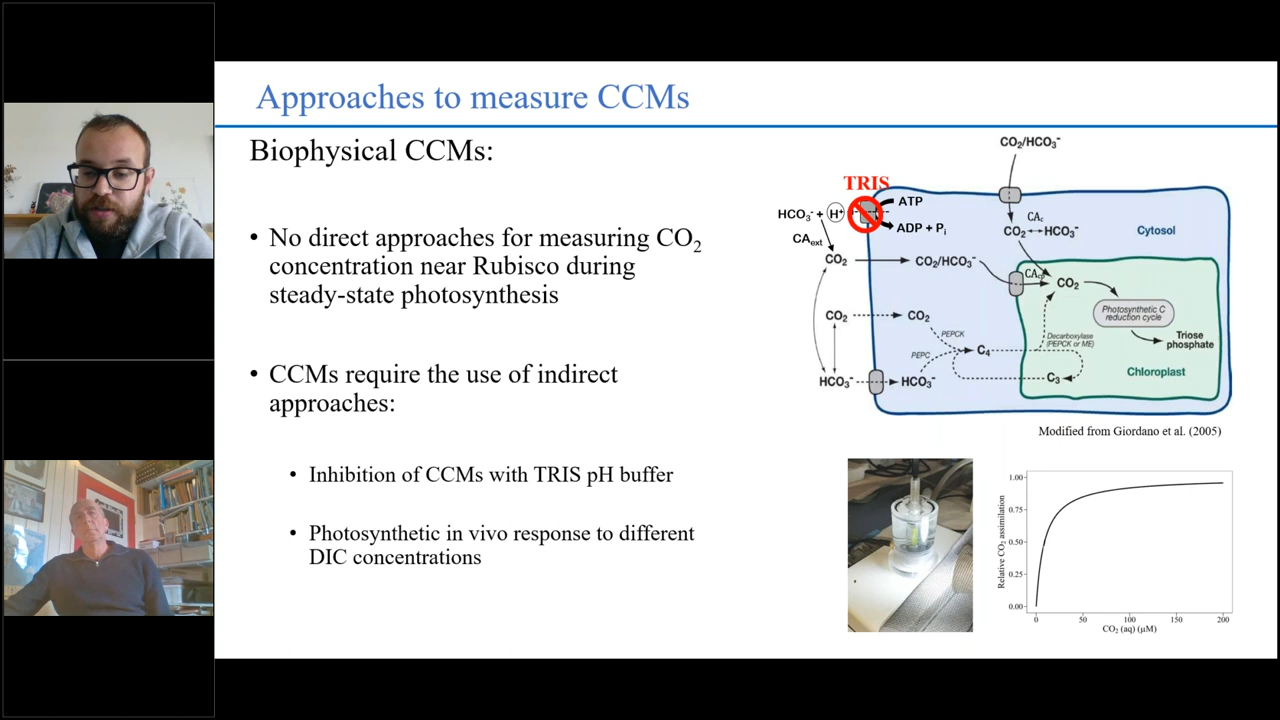 Approaches to measure CCMs
Biophysical CCMs:
• No direct approaches for measuring CO₂
concentration near Rubisco during
steady-state photosynthesis
• CCMs require the use of indirect
approaches:
• Inhibition of CCMs with TRIS pH buffer
• Photosynthetic in vivo response to different
DIC concentrations
CO₂/HCO₃⁻
TRIS
ATP
HCO₃⁻ + H⁺
ADP + Pᵢ
CAext
CAc
CO₂ ↔ HCO₃⁻
Cytosol
CO₂
CO₂/HCO₃⁻
CAcp
CO₂
Photosynthetic C
reduction cycle
CO₂
CO₂
PEPCK
Decarboxylase
(PEPCK or ME)
Triose
phosphate
PEPC
C₄
HCO₃⁻
HCO₃⁻
C₃
Chloroplast
Modified from Giordano et al. (2005)
Relative CO₂ assimilation
1.00
0.75
0.50
0.25
0.00
0 50 100 150 200
CO₂ (aq) (μM)